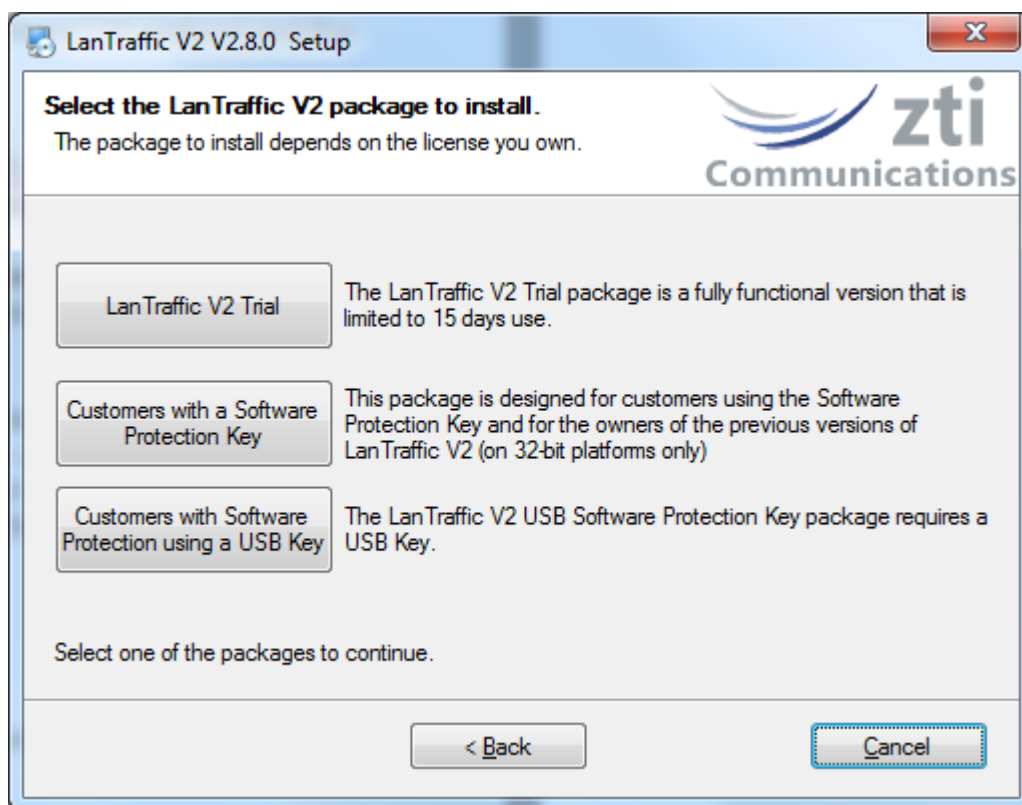 LanTraffic V2 V2.8.0 Setup
Select the LanTraffic V2 package to install.
The package to install depends on the license you own.
zti
Communications
LanTraffic V2 Trial
The LanTraffic V2 Trial package is a fully functional version that is
limited to 15 days use.
Customers with a Software
Protection Key
This package is designed for customers using the Software
Protection Key and for the owners of the previous versions of
LanTraffic V2 (on 32-bit platforms only)
Customers with Software
Protection using a USB Key
The LanTraffic V2 USB Software Protection Key package requires a
USB Key.
Select one of the packages to continue.
< Back
Cancel